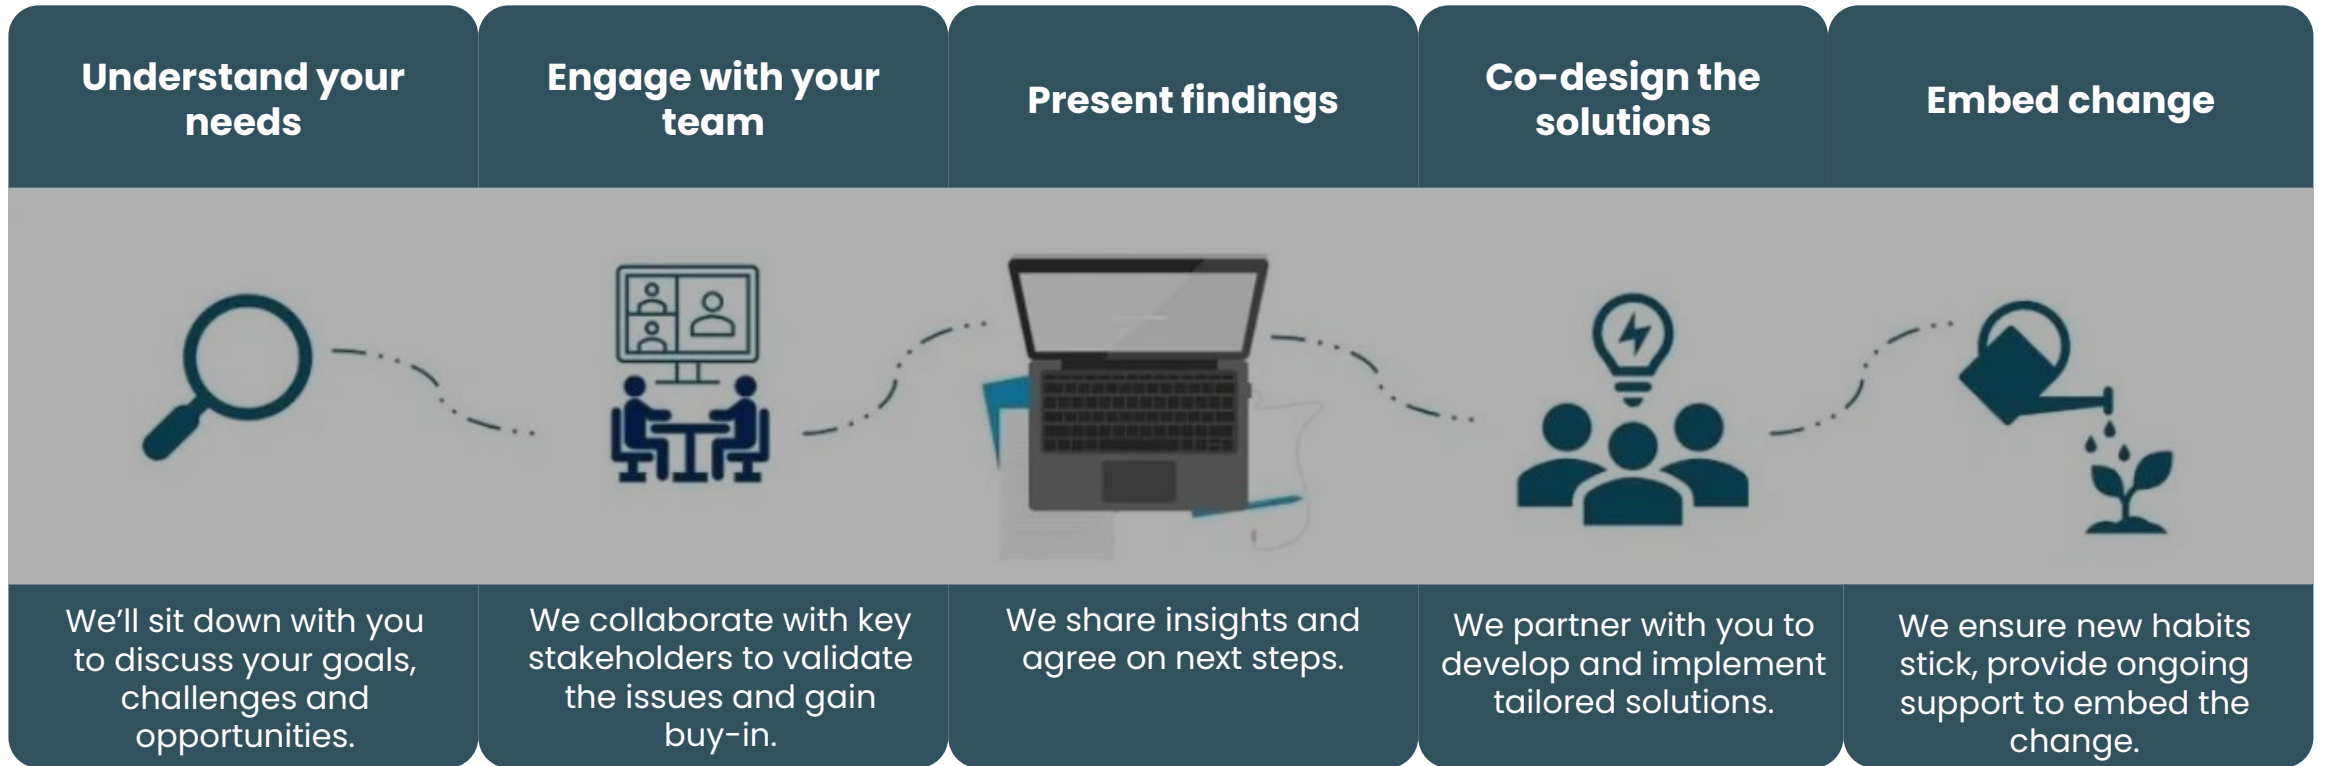 Understand your
needs
We’ll sit down with you
to discuss your goals,
challenges and
opportunities.
Engage with your
team
We collaborate with key
stakeholders to validate
the issues and gain
buy-in.
Present findings
We share insights and
agree on next steps.
Co-design the
solutions
We partner with you to
develop and implement
tailored solutions.
Embed change
We ensure new habits
stick, provide ongoing
support to embed the
change.